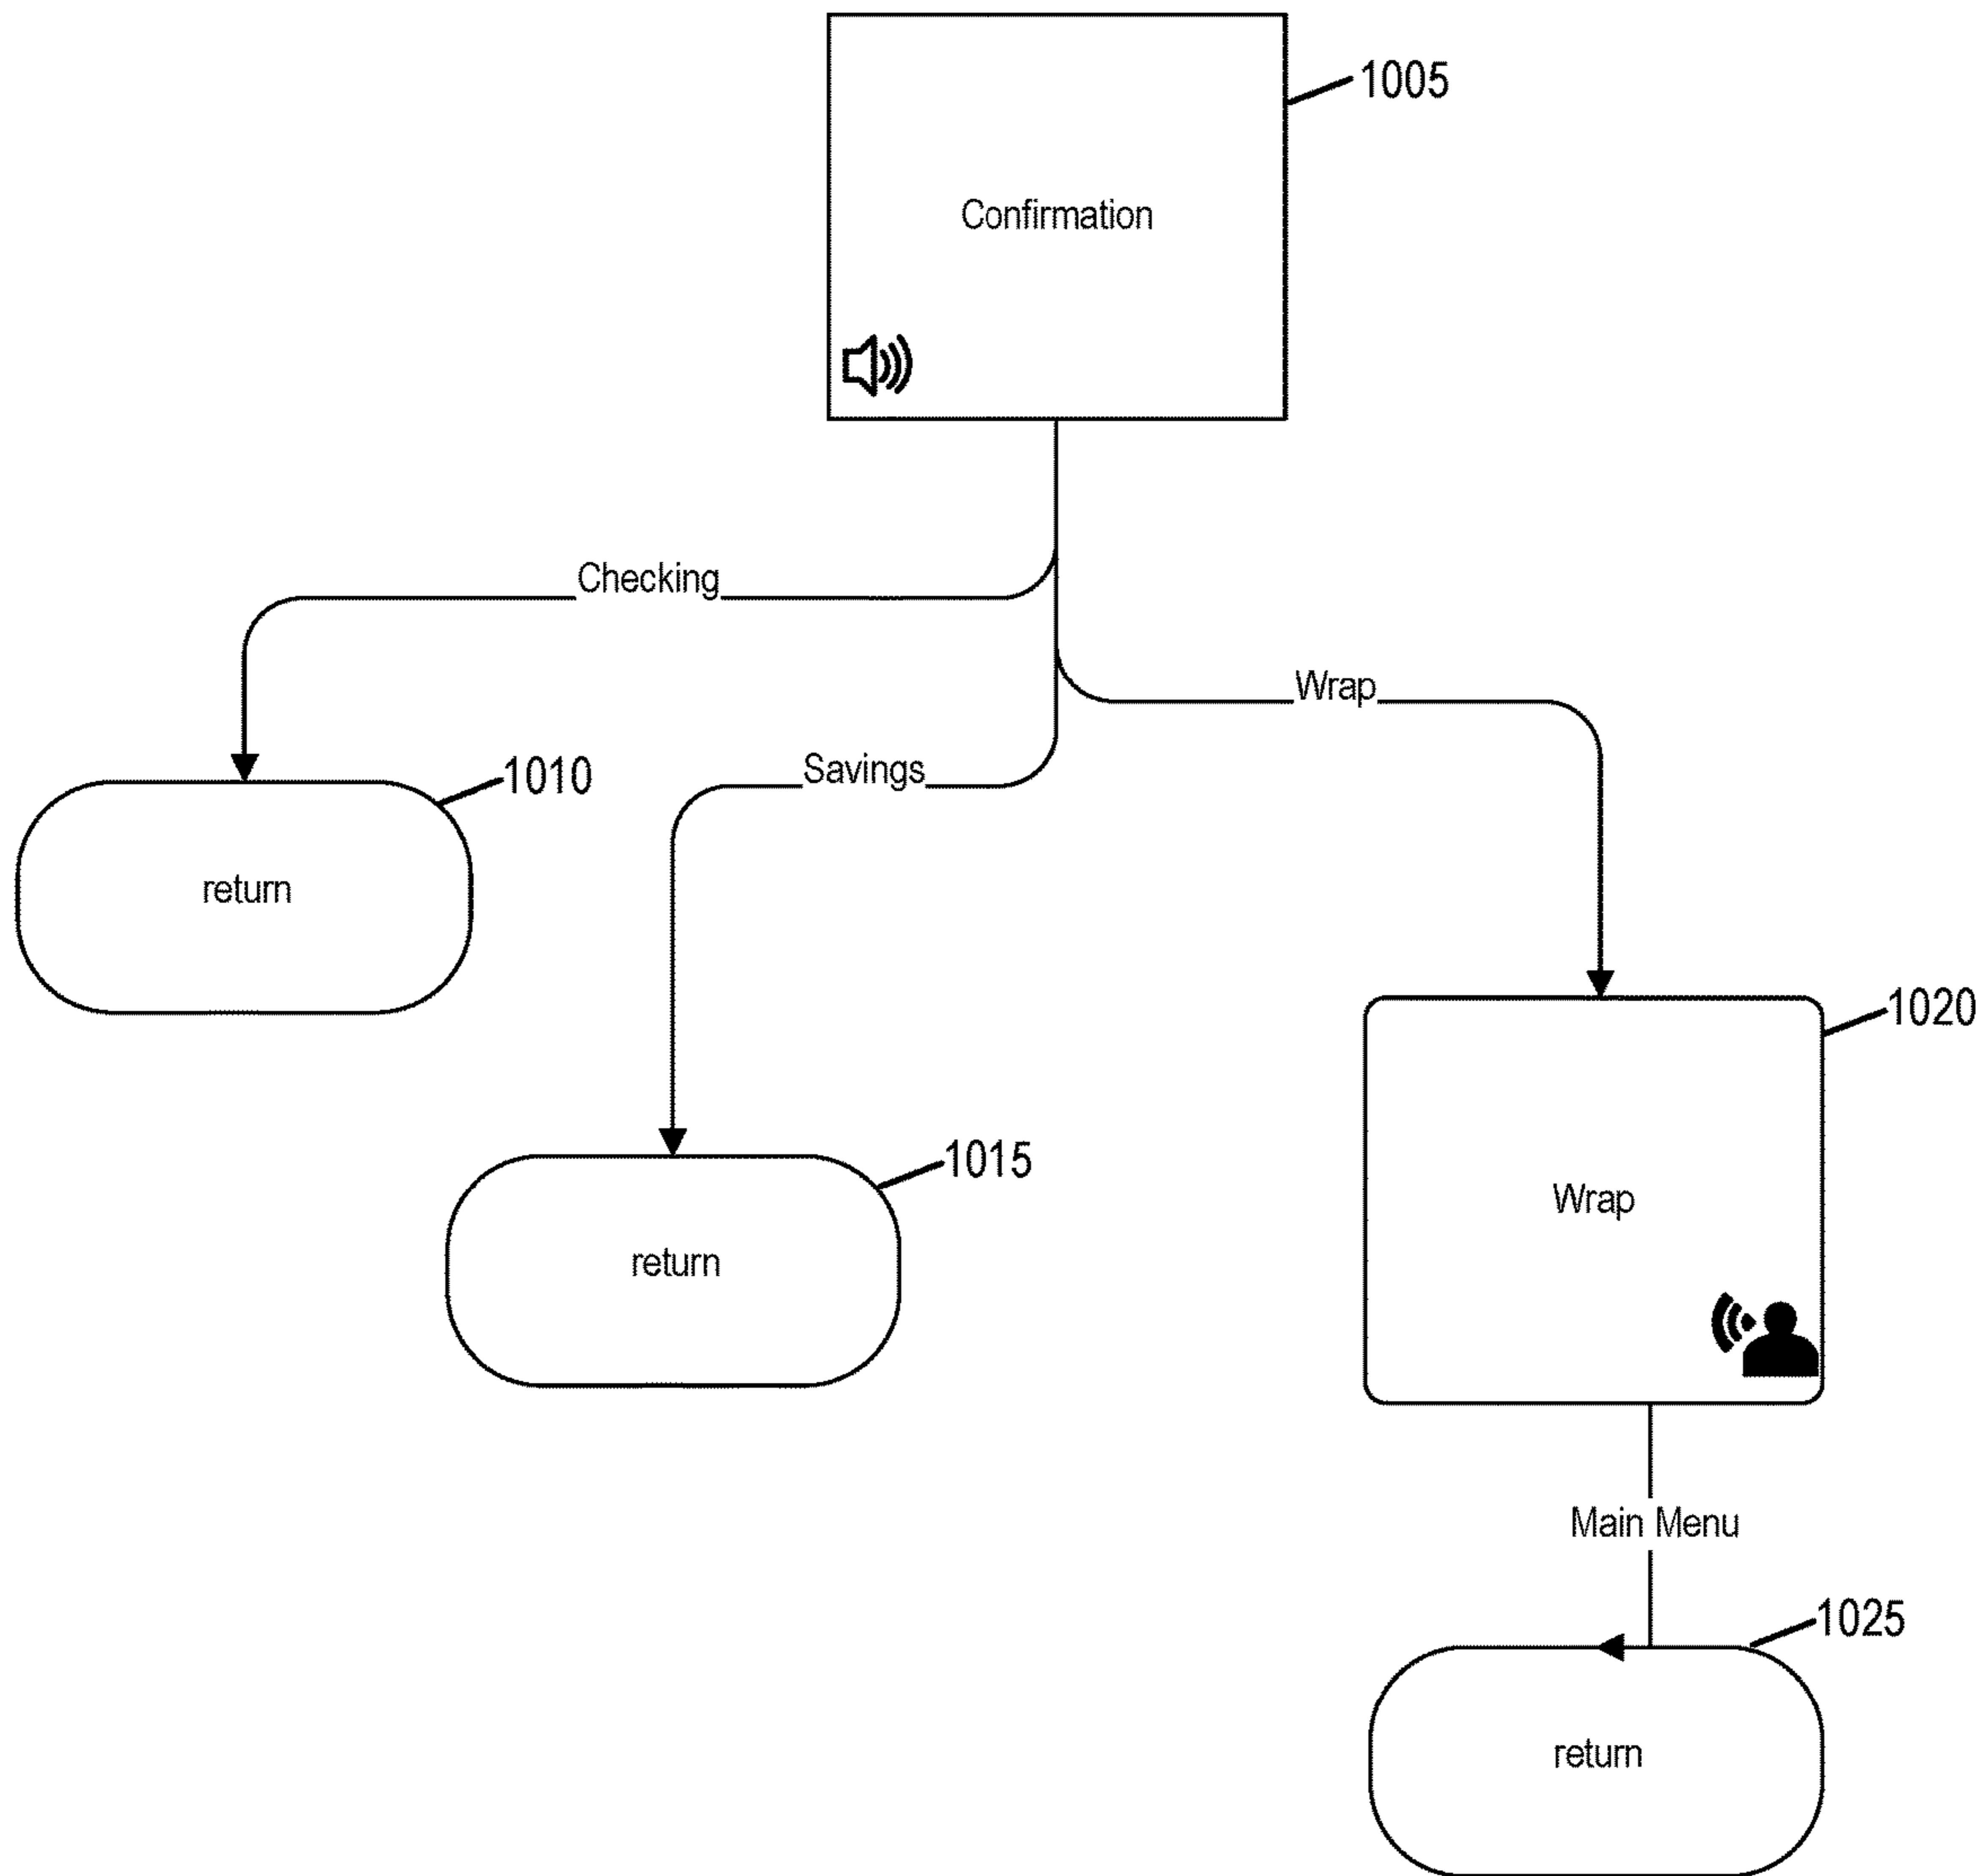 1005
Confirmation
Checking
Wrap
Savings
1010
return
1020
1015
Wrap
return
Main Menu
1025
return